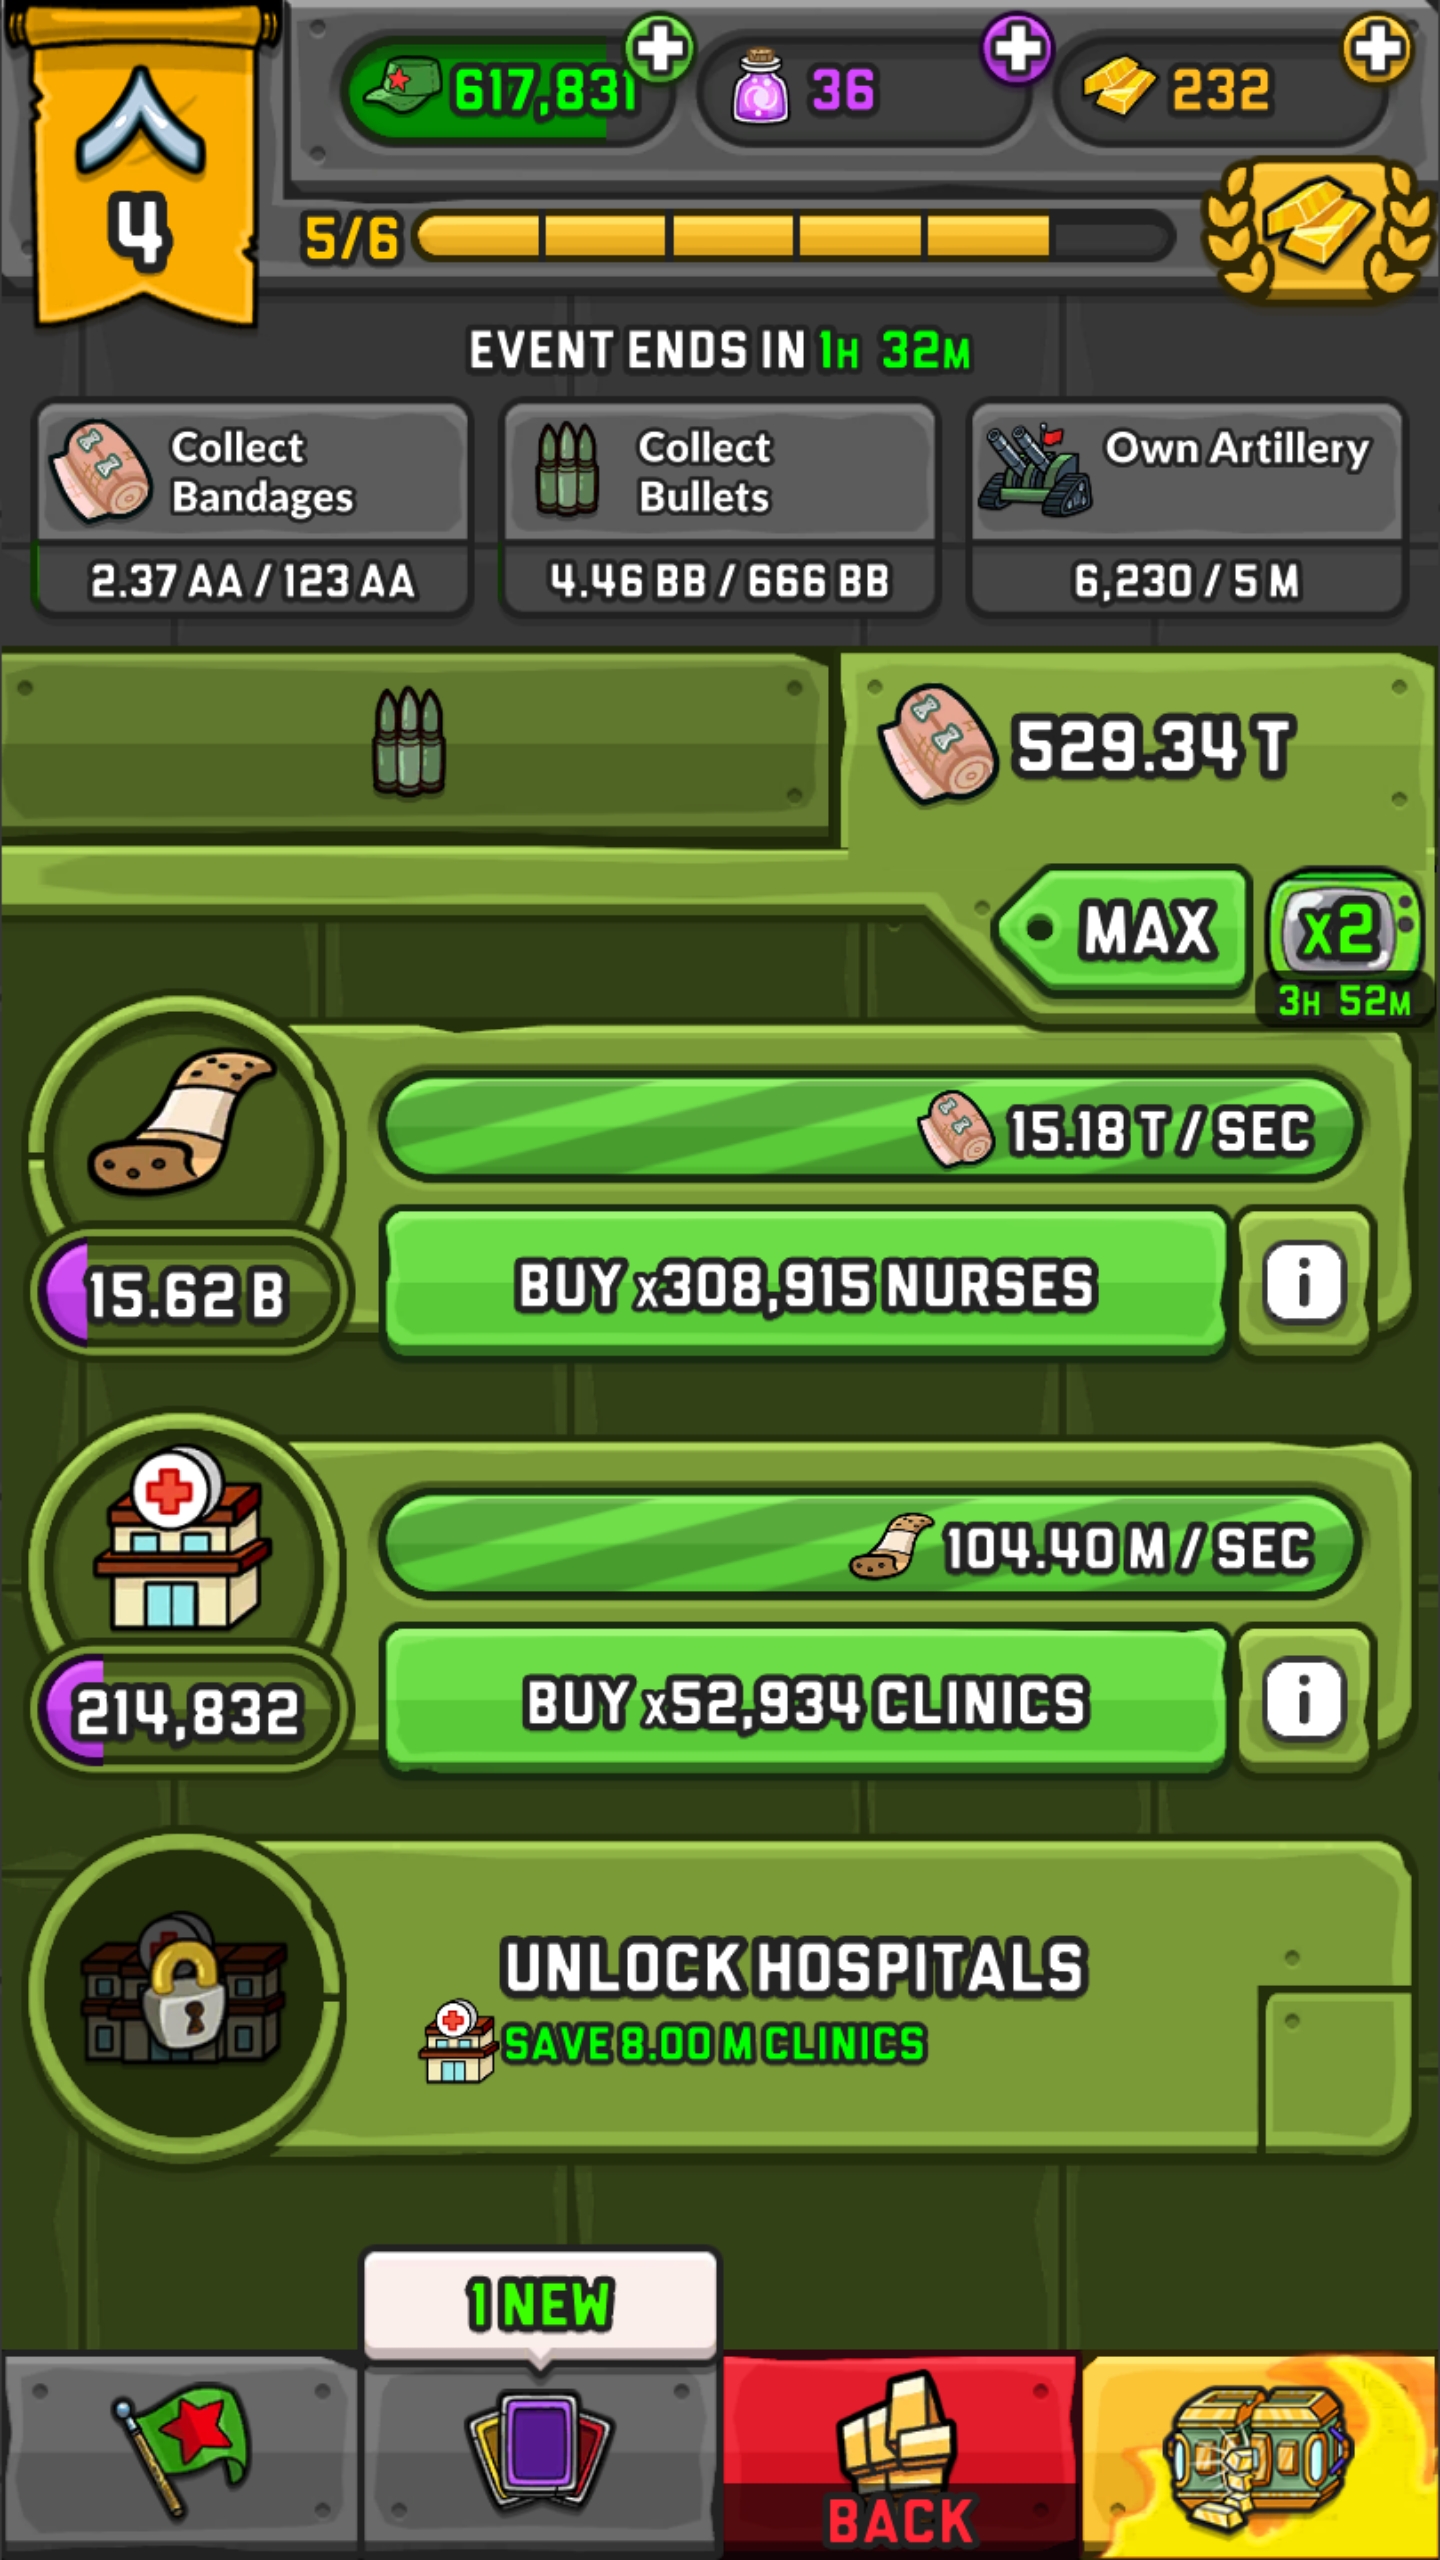 617,831
36
232
4
5/6
EVENT ENDS IN 1H 32M
Collect
Bandages
2.37 AA / 123 AA
Collect
Bullets
4.46 BB / 666 BB
Own Artillery
6,230 / 5 M
529.34 T
MAX
x2
3H 52M
15.18 T / SEC
15.62 B
BUY x308,915 NURSES
i
104.40 M / SEC
214,832
BUY x52,934 CLINICS
i
UNLOCK HOSPITALS
SAVE 8.00 M CLINICS
1 NEW
BACK